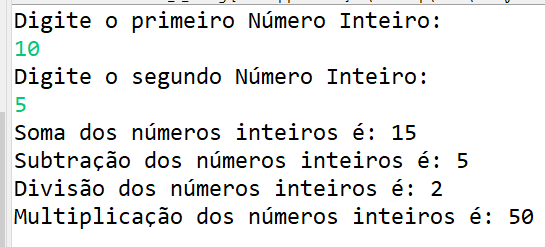 Digite o primeiro Número Inteiro:
10
Digite o segundo Número Inteiro:
5
Soma dos números inteiros é: 15
Subtração dos números inteiros é: 5
Divisão dos números inteiros é: 2
Multiplicação dos números inteiros é: 50